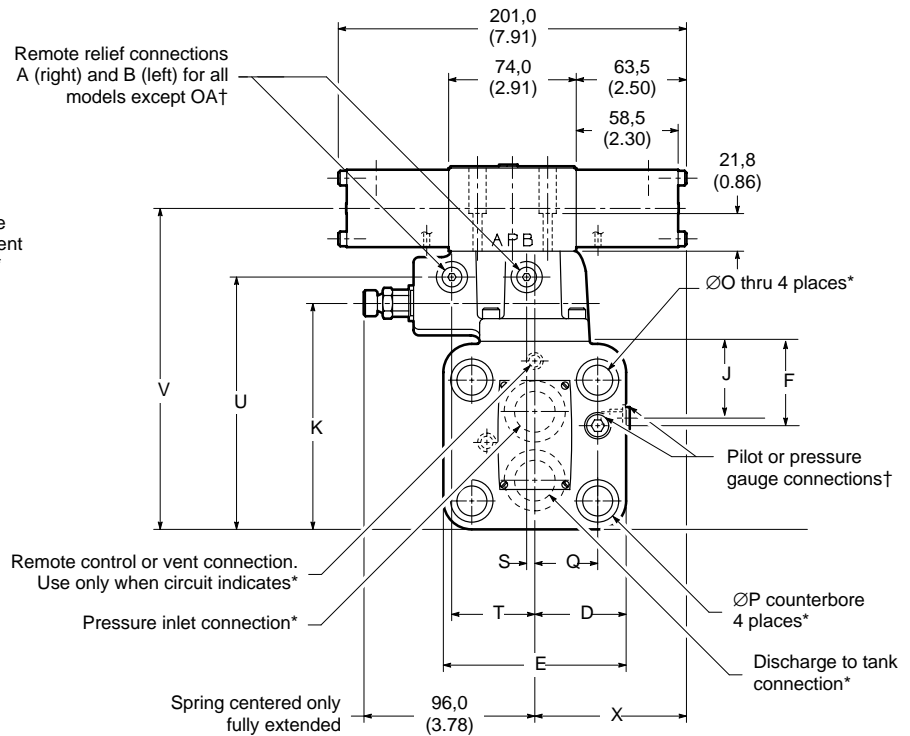 201,0
(7.91)
Remote relief connections
A (right) and B (left) for all
models except OA†
74,0
(2.91)
63,5
(2.50)
58,5
(2.30)
21,8
(0.86)
e
ent
A P B
ØO thru 4 places*
V
U
K
J
F
Pilot or pressure
gauge connections†
Remote control or vent connection.
Use only when circuit indicates*
S
Q
Pressure inlet connection*
T
D
ØP counterbore
4 places*
E
Discharge to tank
connection*
Spring centered only
fully extended
96,0
(3.78)
X